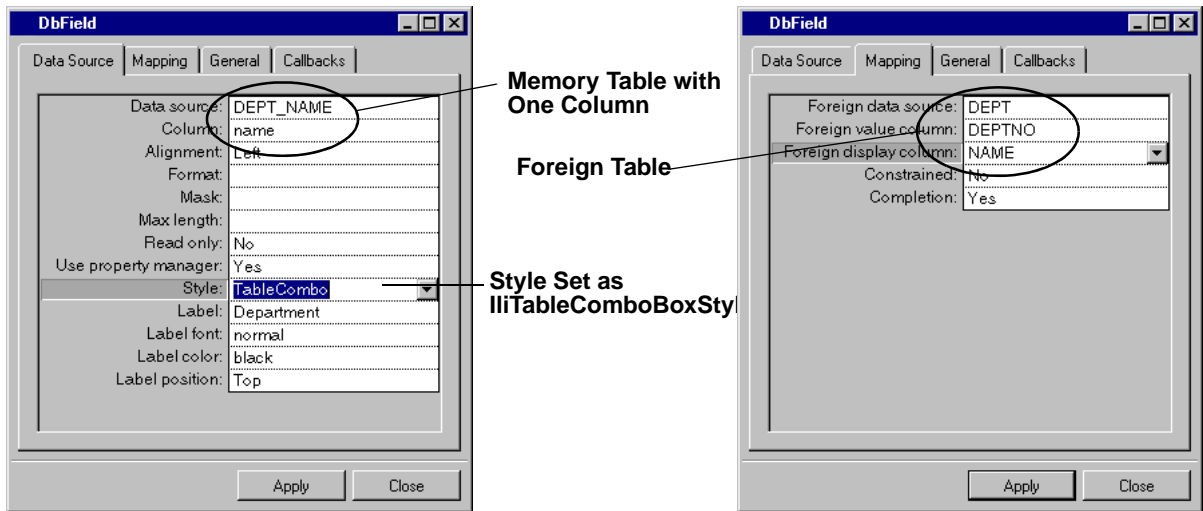 DbField
Data Source Mapping General Callbacks
Data source: DEPT_NAME
Column: name
Alignment: Left
Format:
Mask:
Max length:
Read only: No
Use property manager: Yes
Style: TableCombo
Label: Department
Label font: normal
Label color: black
Label position: Top
Apply Close
Memory Table with
One Column
Foreign Table
Style Set as
IliTableComboBoxStyl
DbField
Data Source Mapping General Callbacks
Foreign data source: DEPT
Foreign value column: DEPTNO
Foreign display column: NAME
Constrained: No
Completion: Yes
Apply Close